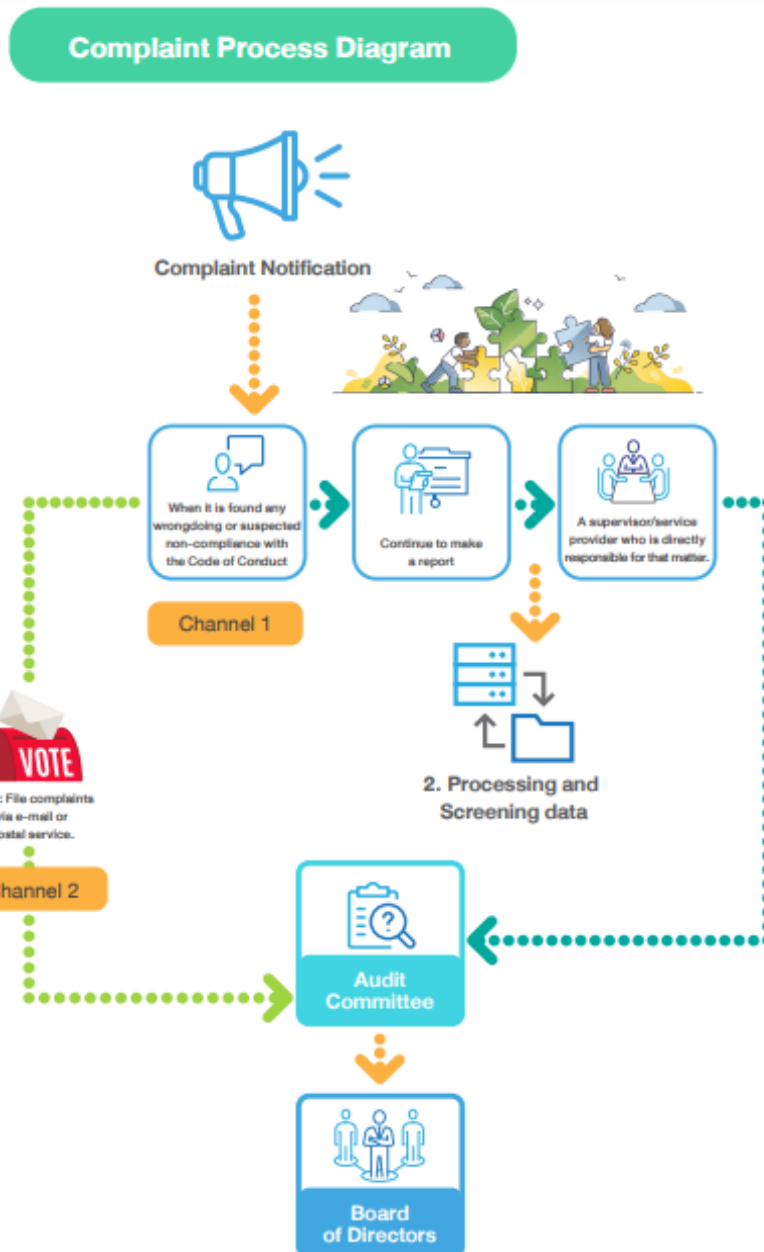 Complaint Process Diagram
Complaint Notification
When it is found any
wrongdoing or suspected
non-compliance with
the Code of Conduct
Continue to make
a report
A supervisor/service
provider who is directly
responsible for that matter.
Channel 1
2. Processing and
Screening data
VOTE
: File complaints
via e-mail or
postal service.
Channel 2
Audit
Committee
Board
of Directors